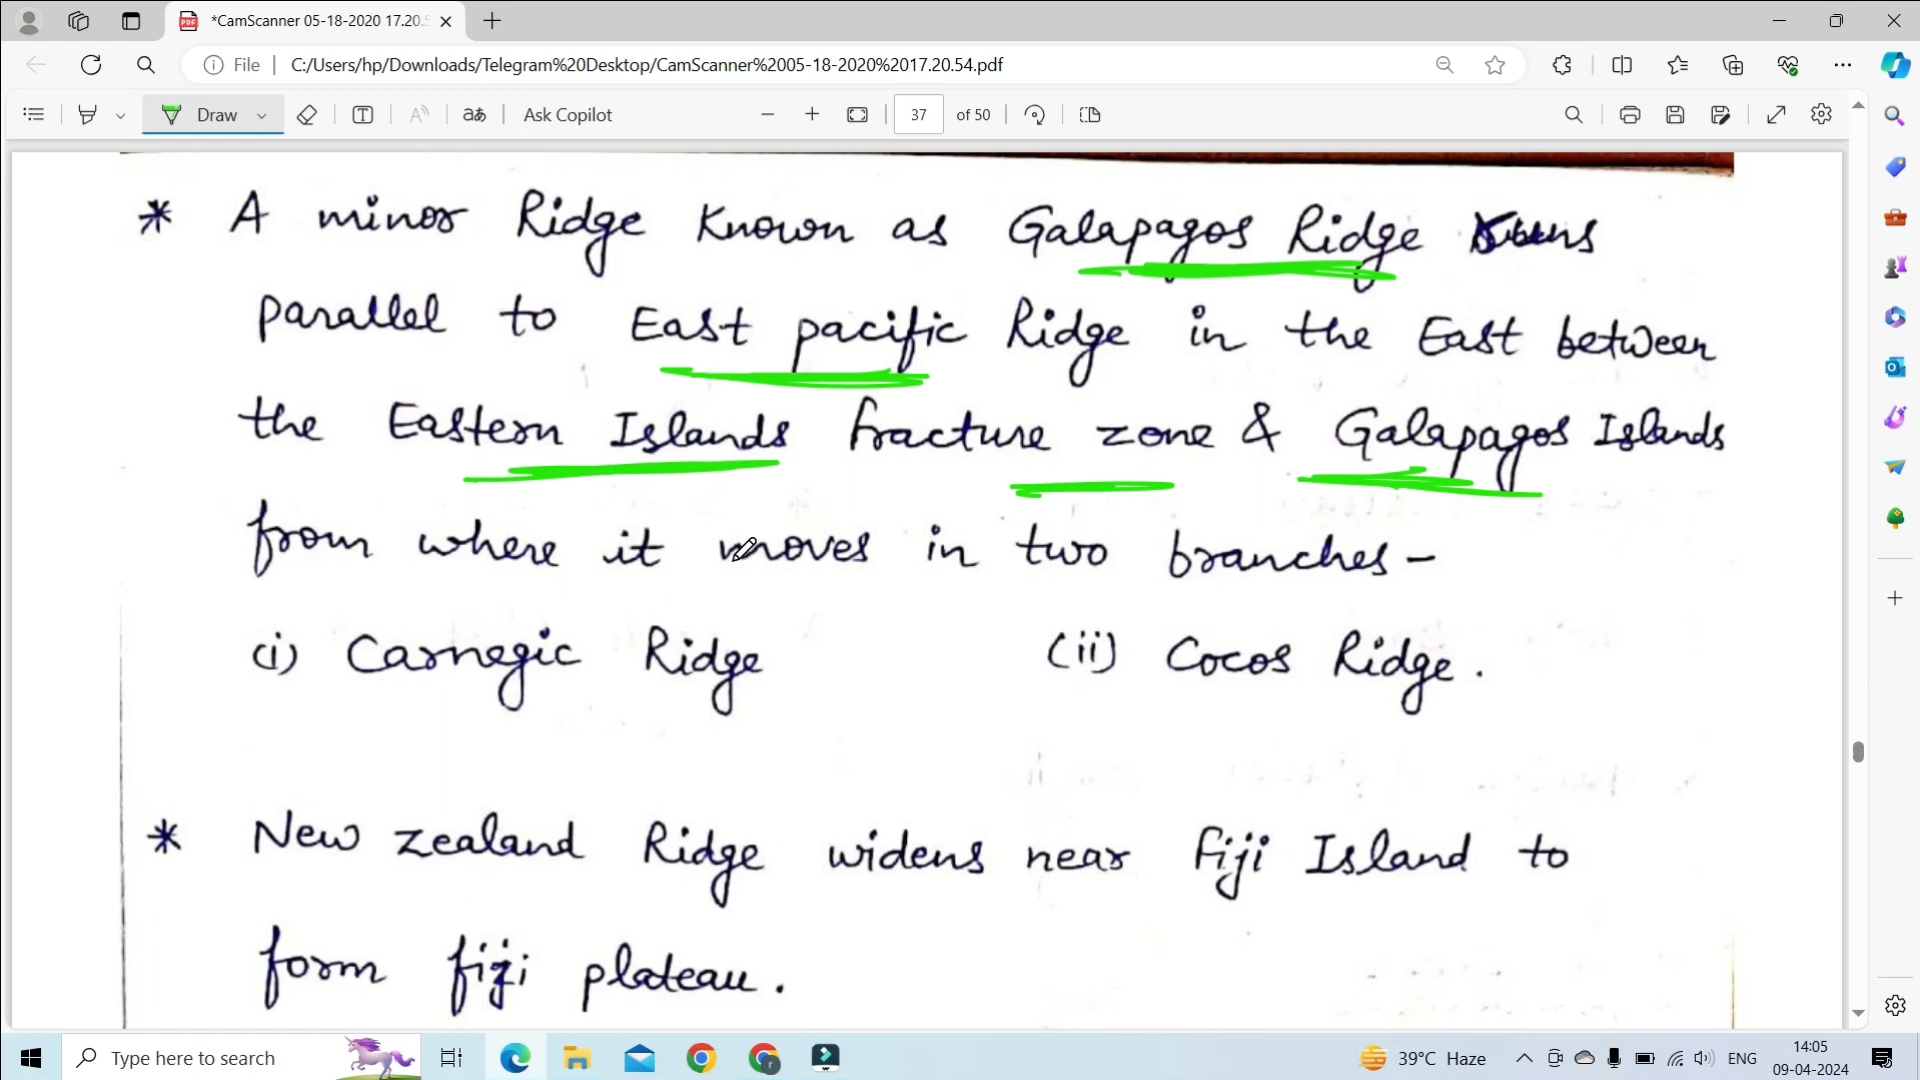 *CamScanner 05-18-2020 17.20.5
File
C:/Users/hp/Downloads/Telegram%20Desktop/CamScanner%2005-18-2020%2017.20.54.pdf
Draw
Ask Copilot
37 of 50
* A minor Ridge Known as Galapagos Ridge runs
parallel to East pacific Ridge in the East between
the Eastern Islands fracture zone & Galapagos Islands
from where it moves in two branches -
(i) Carnegic Ridge (ii) Cocos Ridge.
* New zealand Ridge widens near Fiji Island to
form fiji plateau.
Type here to search
39°C Haze
ENG
14:05
09-04-2024